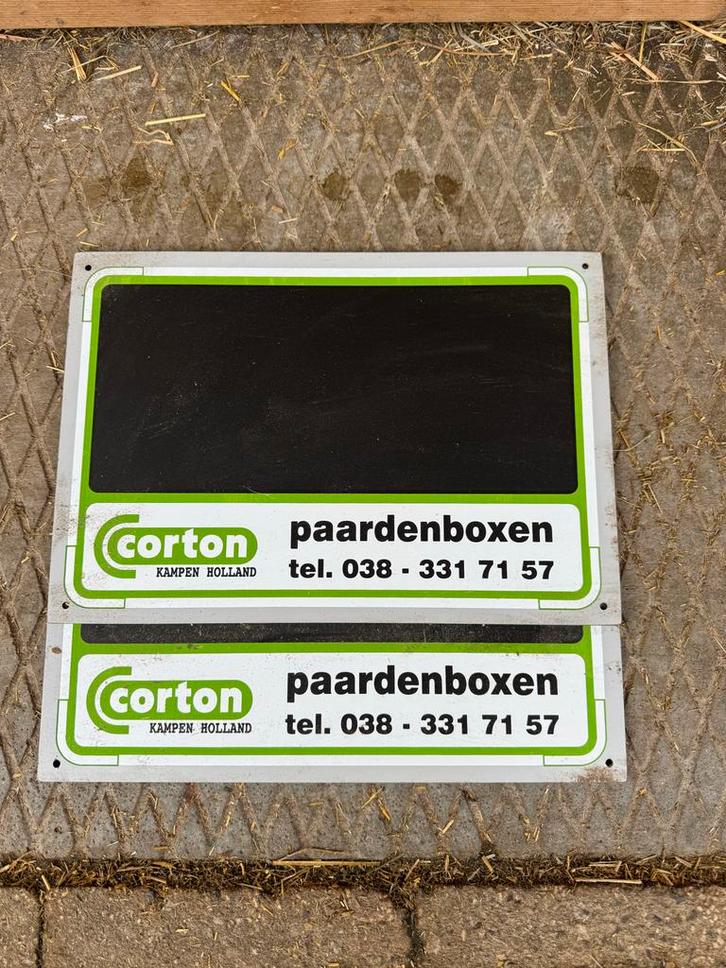 corton
KAMPEN HOLLAND
paardenboxen
tel. 038 - 331 71 57
corton
KAMPEN HOLLAND
paardenboxen
tel. 038 - 331 71 57